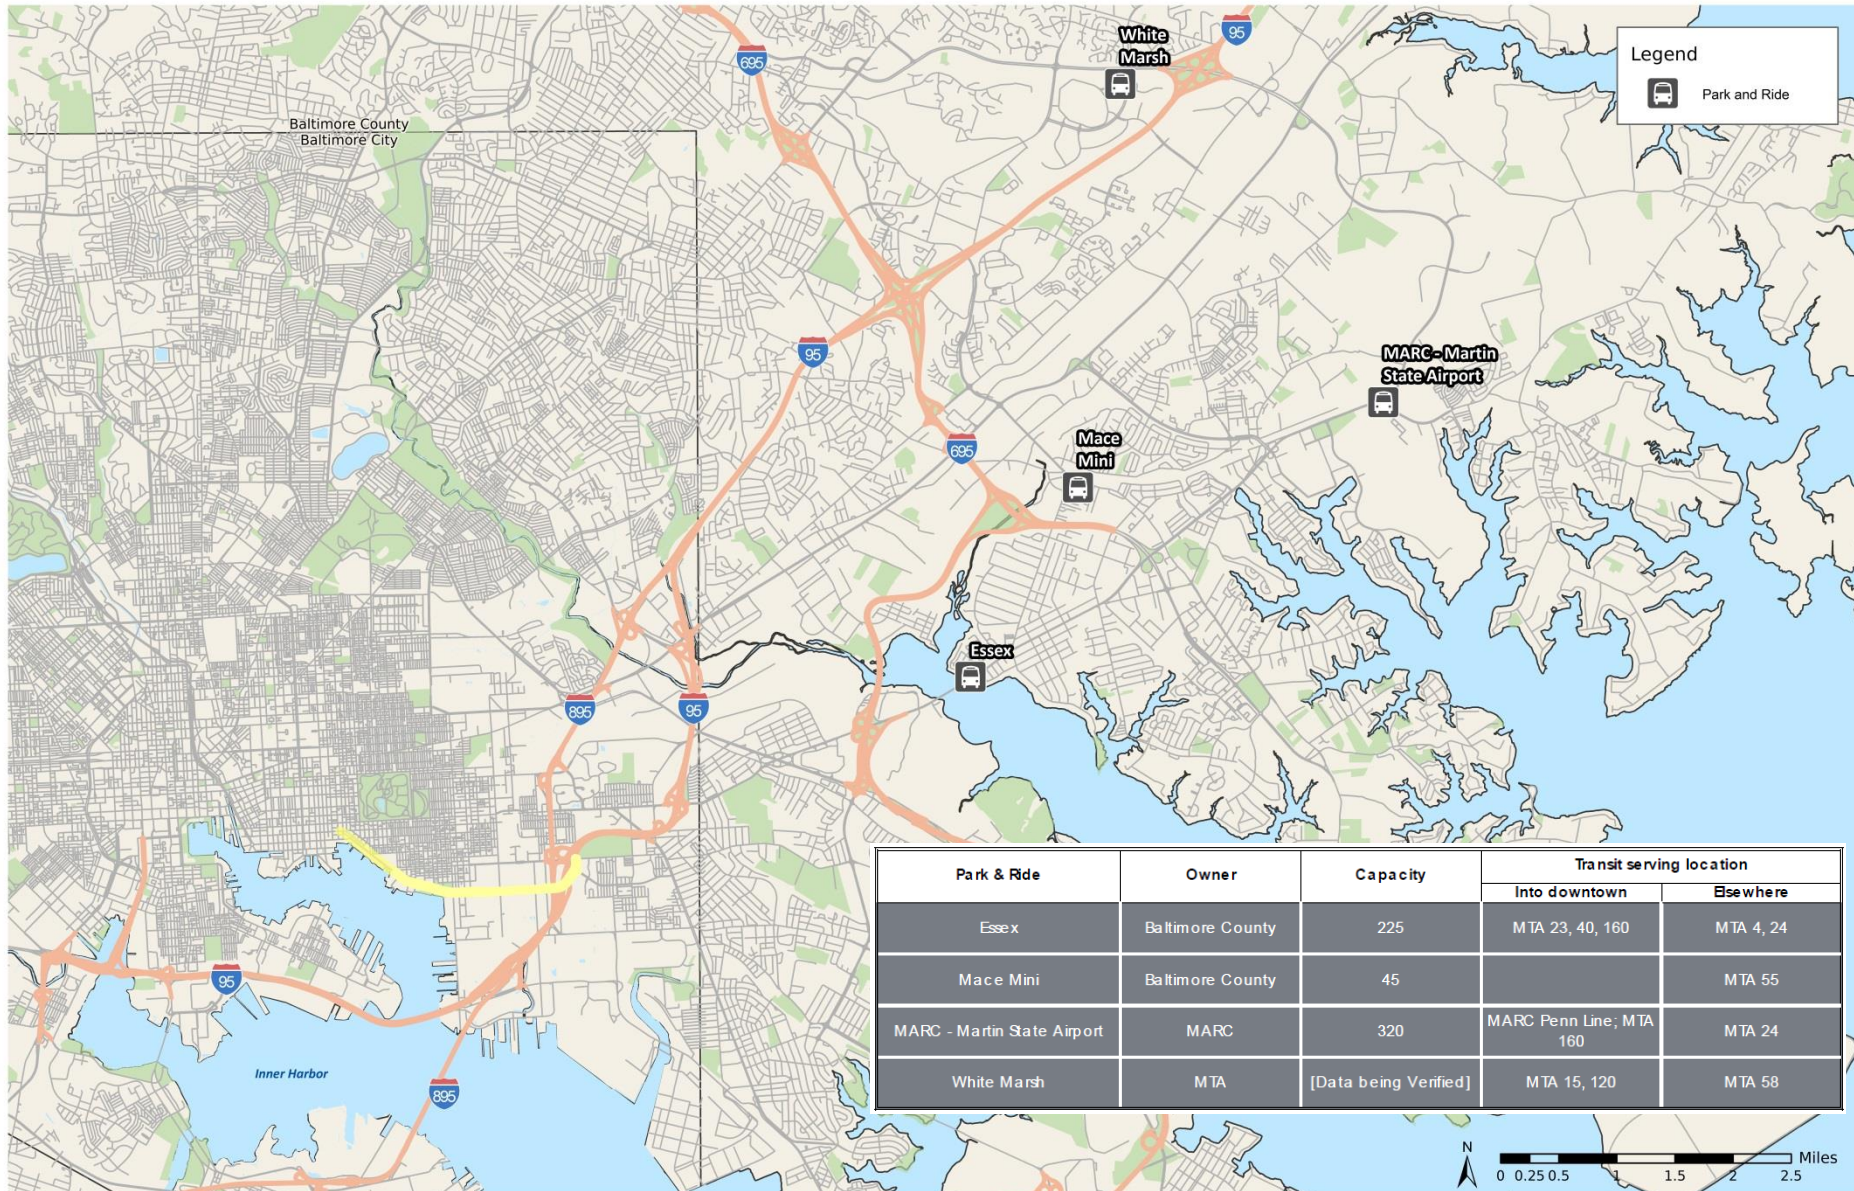 White
Marsh
95
695
Legend
Park and Ride
Baltimore County
Baltimore City
95
MARC - Martin
State Airport
695
Mace
Mini
Essex
895
95
95
Inner Harbor
895
Park & Ride Owner Capacity Transit serving location
Into downtown Elsewhere
Essex Baltimore County 225 MTA 23, 40, 160 MTA 4, 24
Mace Mini Baltimore County 45 MTA 55
MARC - Martin State Airport MARC 320 MARC Penn Line; MTA 160 MTA 24
White Marsh MTA [Data being Verified] MTA 15, 120 MTA 58
N
Miles
0 0.25 0.5 1 1.5 2 2.5